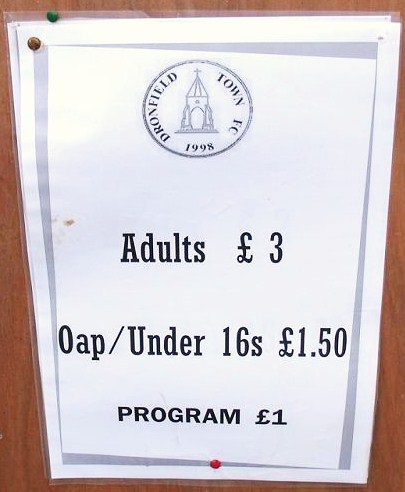 DRONFIELD TOWN FC
1998
Adults £ 3
Oap/Under 16s £1.50
PROGRAM £1